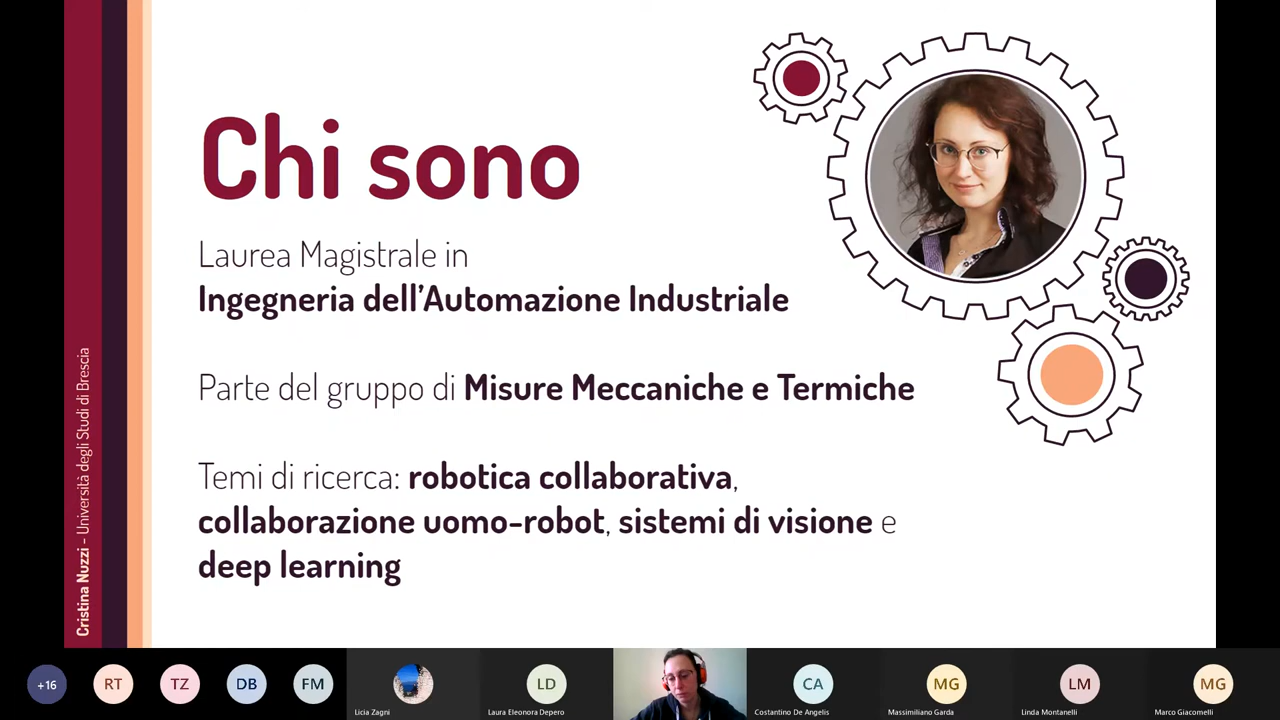 Chi sono
Laurea Magistrale in
Ingegneria dell'Automazione Industriale
Parte del gruppo di Misure Meccaniche e Termiche
Temi di ricerca: robotica collaborativa,
collaborazione uomo-robot, sistemi di visione e
deep learning
Cristina Nuzzi – Università degli Studi di Brescia
+16
RT
TZ
DB
FM
Licia Zagni
LD
Laura Eleonora Depero
CA
Costantino De Angelis
MG
Massimiliano Garda
LM
Linda Montanelli
MG
Marco Giacomelli